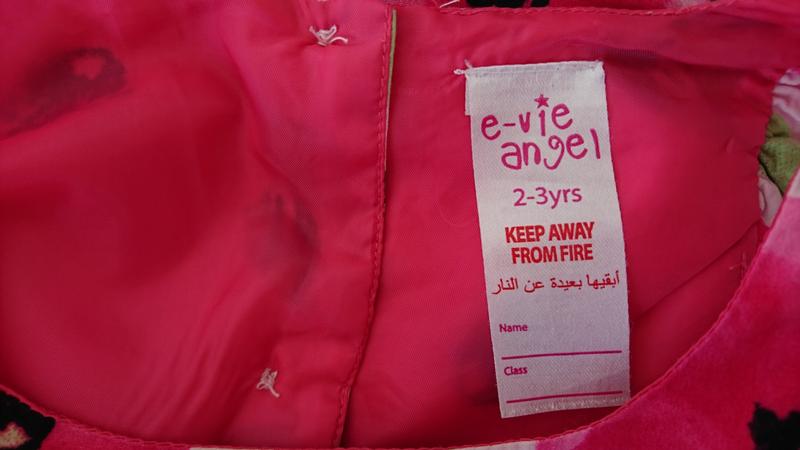 e-vie
angel
2-3yrs
KEEP AWAY
FROM FIRE
أبقيها بعيدة عن النار
Name
Class